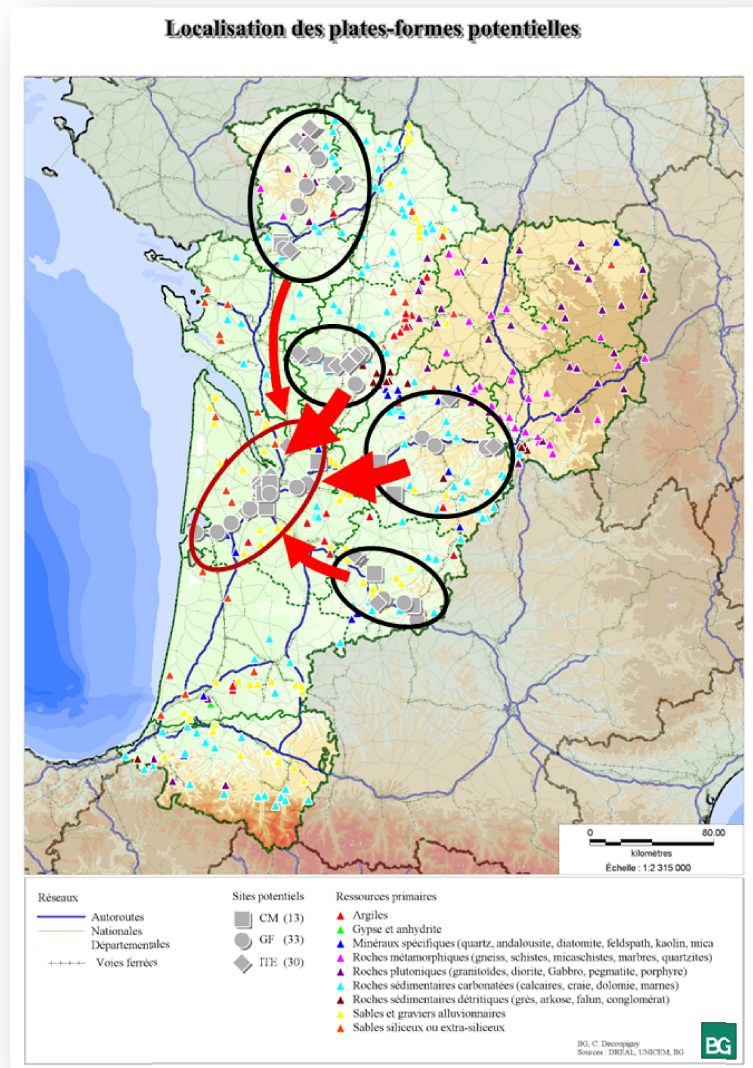 Localisation des plates-formes potentielles
0 80.00
kilomètres
Échelle : 1:2 315 000
Réseaux
Autoroutes
Nationales
Départementales
Voies ferrées
Sites potentiels
CM (13)
GF (33)
ITE (30)
Ressources primaires
Argiles
Gypse et anhydrite
Minéraux spécifiques (quartz, andalousite, diatomite, feldspath, kaolin, mica
Roches métamorphiques (gneiss, schistes, micaschistes, marbres, quartzites)
Roches plutoniques (granitoïdes, diorite, Gabbro, pegmatite, porphyre)
Roches sédimentaires carbonatées (calcaires, craie, dolomie, marnes)
Roches sédimentaires détritiques (grès, arkose, falun, conglomérat)
Sables et graviers alluvionnaires
Sables siliceux ou extra-siliceux
BG, C. Decoupigny
Sources : DREAL, UNICEM, BG
BG